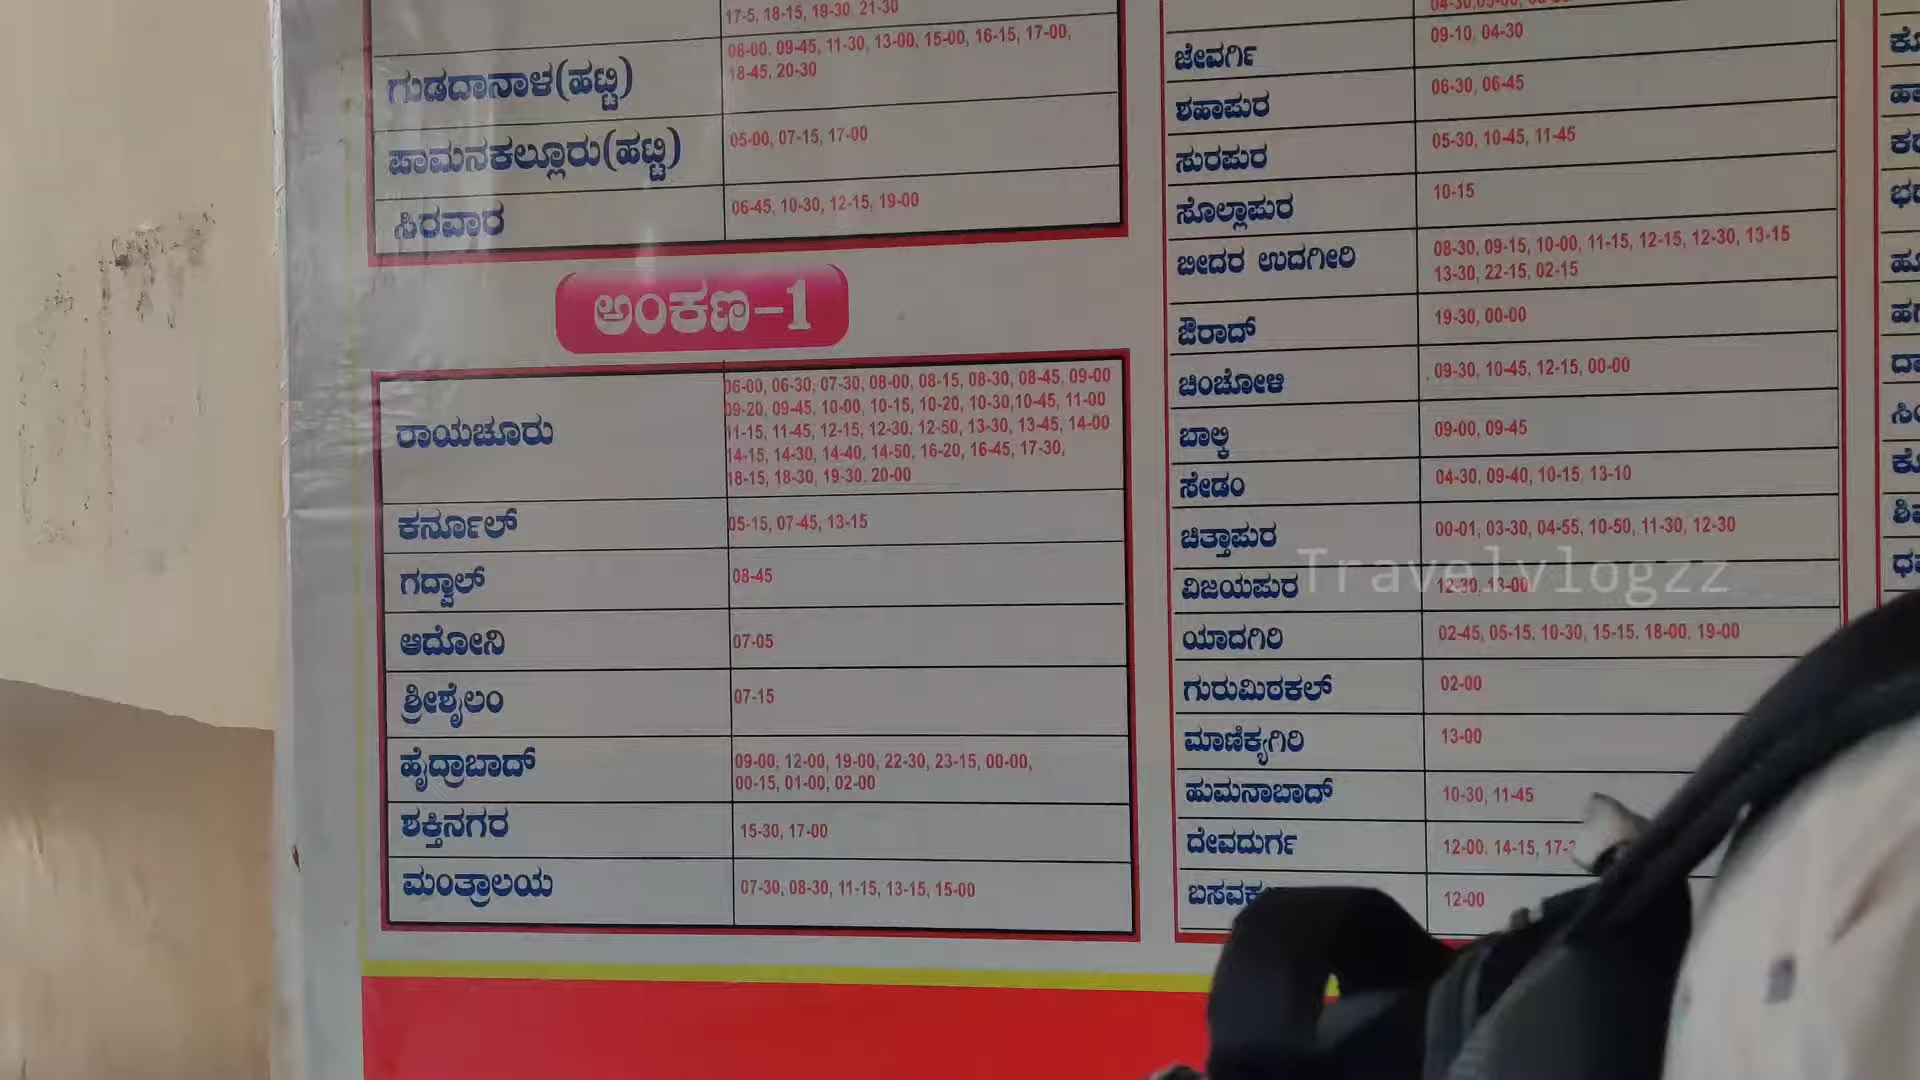 17-5, 18-15, 19-30. 21-30
ಗುಡದಾನಾಳ(ಹಟ್ಟಿ)
08-00, 09-45, 11-30, 13-00, 15-00, 16-15, 17-00,
18-45, 20-30
ಪಾಮನಕಲ್ಲೂರು(ಹಟ್ಟಿ)
05-00, 07-15, 17-00
ಸಿರವಾರ
06-45, 10-30, 12-15, 19-00
ಅಂಕಣ-1
ರಾಯಚೂರು
06-00, 06-30, 07-30, 08-00, 08-15, 08-30, 08-45, 09-00
09-20, 09-45, 10-00, 10-15, 10-20, 10-30,10-45, 11-00
11-15, 11-45, 12-15, 12-30. 12-50, 13-30, 13-45, 14-00
14-15, 14-30, 14-40, 14-50, 16-20, 16-45, 17-30,
18-15, 18-30, 19-30. 20-00
ಕರ್ನೂಲ್
05-15, 07-45, 13-15
ಗದ್ವಾಲ್
08-45
ಆದೋನಿ
07-05
ಶ್ರೀಶೈಲಂ
07-15
ಹೈದ್ರಾಬಾದ್
09-00, 12-00, 19-00, 22-30, 23-15, 00-00,
00-15, 01-00, 02-00
ಶಕ್ತಿನಗರ
15-30, 17-00
ಮಂತ್ರಾಲಯ
07-30, 08-30, 11-15, 13-15, 15-00
ಜೇವರ್ಗಿ
09-10, 04-30
ಶಹಾಪುರ
06-30, 06-45
ಸುರಪುರ
05-30, 10-45, 11-45
ಸೊಲ್ಲಾಪುರ
10-15
ಬೀದರ ಉದಗೀರಿ
08-30, 09-15, 10-00, 11-15, 12-15, 12-30, 13-15
13-30, 22-15, 02-15
ಔರಾದ್
19-30, 00-00
ಚಿಂಚೋಳಿ
09-30, 10-45, 12-15, 00-00
ಬಾಲ್ಕಿ
09-00, 09-45
ಸೇಡಂ
04-30, 09-40, 10-15, 13-10
ಚಿತ್ತಾಪುರ
00-01, 03-30, 04-55, 10-50, 11-30, 12-30
ವಿಜಯಪುರ
12-30, 13-00
Travelvlogzz
ಯಾದಗಿರಿ
02-45, 05-15, 10-30, 15-15. 18-00, 19-00
ಗುರುಮಿಠಕಲ್
02-00
ಮಾಣಿಕ್ಯಗಿರಿ
13-00
ಹುಮನಾಬಾದ್
10-30, 11-45
ದೇವದುರ್ಗ
12-00, 14-15,
12-00